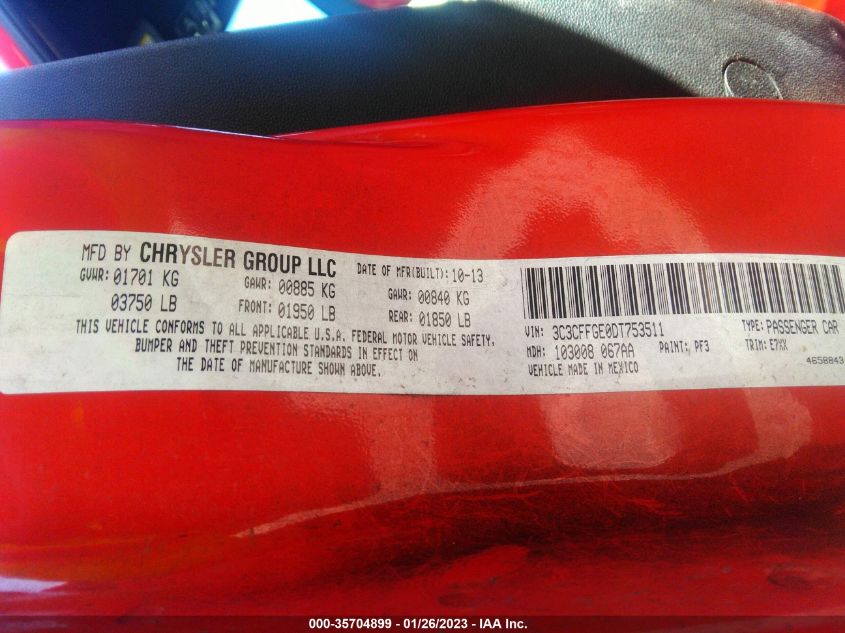 MFD BY CHRYSLER GROUP LLC
DATE OF MFR(BUILT): 10-13
GVWR: 01701 KG
GAWR: 00885 KG
GAWR: 00840 KG
03750 LB
FRONT: 01950 LB
REAR: 01850 LB
THIS VEHICLE CONFORMS TO ALL APPLICABLE U.S.A. FEDERAL MOTOR VEHICLE SAFETY,
BUMPER AND THEFT PREVENTION STANDARDS IN EFFECT ON
THE DATE OF MANUFACTURE SHOWN ABOVE.
VIN: 3C3CFFGE0DT753511
TYPE: PASSENGER CAR
MDH: 103008 067AA
PAINT: PF3
TRIM: E7XX
VEHICLE MADE IN MEXICO
4658843
000-35704899 - 01/26/2023 - IAA Inc.